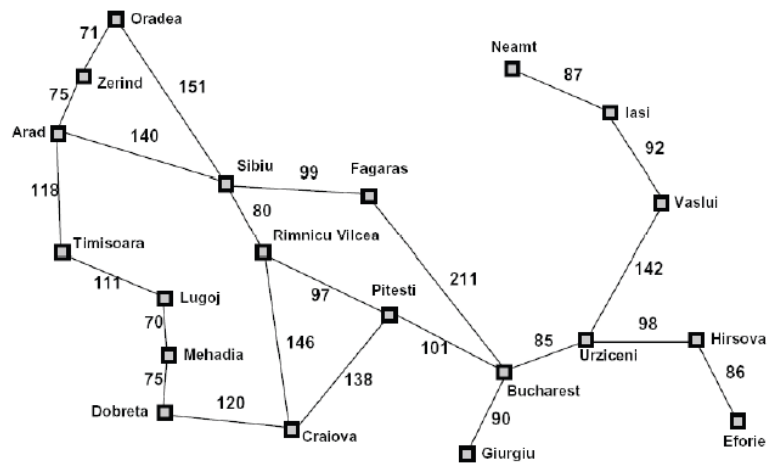 Oradea
71
Neamt
Zerind
87
151
75
Iasi
Arad
140
92
Sibiu
Fagaras
99
118
Vaslui
80
Timisoara
Rimnicu Vilcea
142
211
111
Lugoj
97
Pitesti
70
98
Hirsova
146
85
Mehadia
101
Urziceni
86
138
75
Bucharest
120
Dobreta
90
Craiova
Eforie
Giurgiu